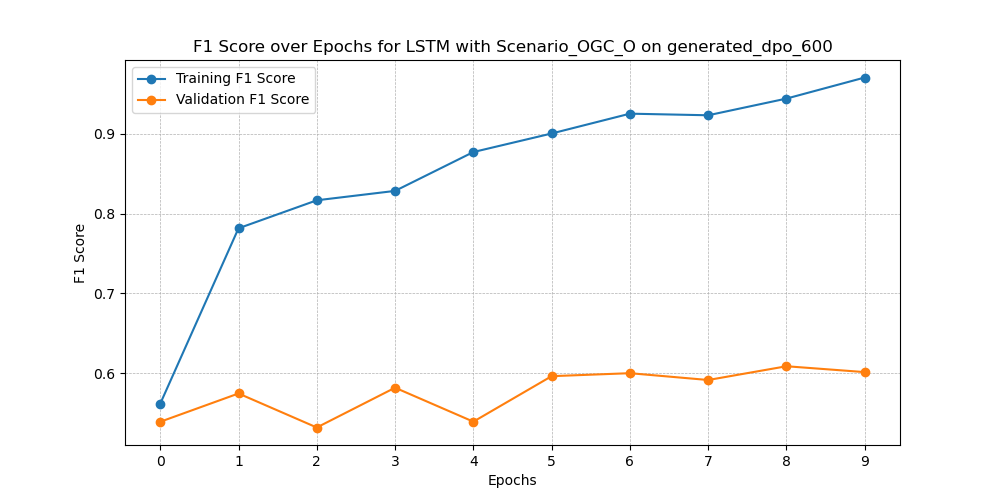 F1 Score over Epochs for LSTM with Scenario_OGC_O on generated_dpo_600
Training F1 Score
Validation F1 Score
F1 Score
0.9
0.8
0.7
0.6
0 1 2 3 4 5 6 7 8 9
Epochs